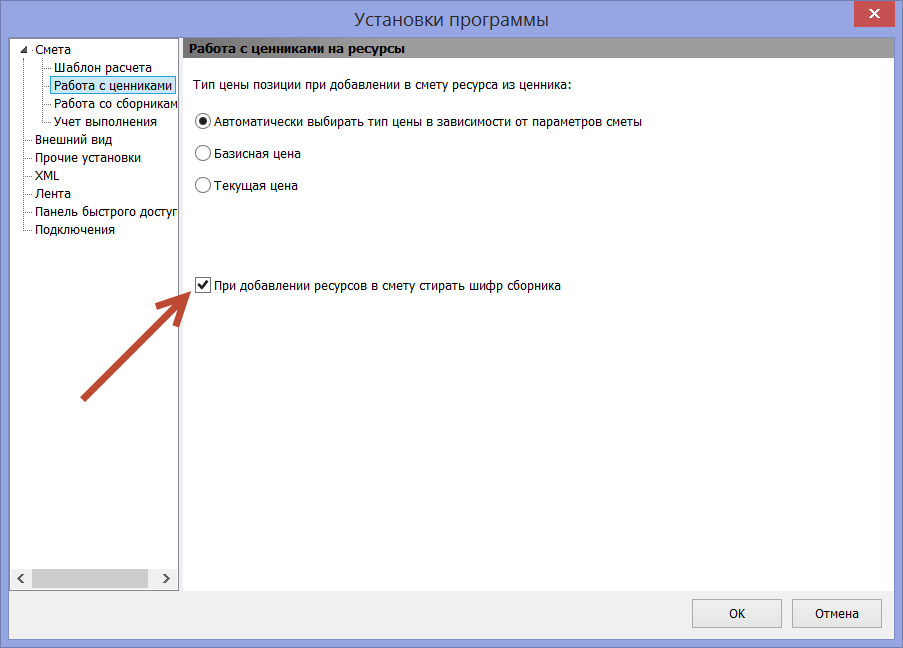 Установки программы
Смета
Шаблон расчета
Работа с ценниками
Работа со сборникам
Учет выполнения
Внешний вид
Прочие установки
XML
Лента
Панель быстрого доступ
Подключения
Работа с ценниками на ресурсы
Тип цены позиции при добавлении в смету ресурса из ценника:
Автоматически выбирать тип цены в зависимости от параметров сметы
Базисная цена
Текущая цена
При добавлении ресурсов в смету стирать шифр сборника
ОК
Отмена